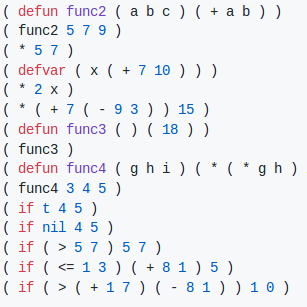 ( defun func2 ( a b c ) ( + a b ) )
( func2 5 7 9 )
( * 5 7 )
( defvar ( x ( + 7 10 ) ) )
( * 2 x )
( * ( + 7 ( - 9 3 ) ) 15 )
( defun func3 ( ) ( 18 ) )
( func3 )
( defun func4 ( g h i ) ( * ( * g h )
( func4 3 4 5 )
( if t 4 5 )
( if nil 4 5 )
( if ( > 5 7 ) 5 7 )
( if ( <= 1 3 ) ( + 8 1 ) 5 )
( if ( > ( + 1 7 ) ( - 8 1 ) ) 1 0 )